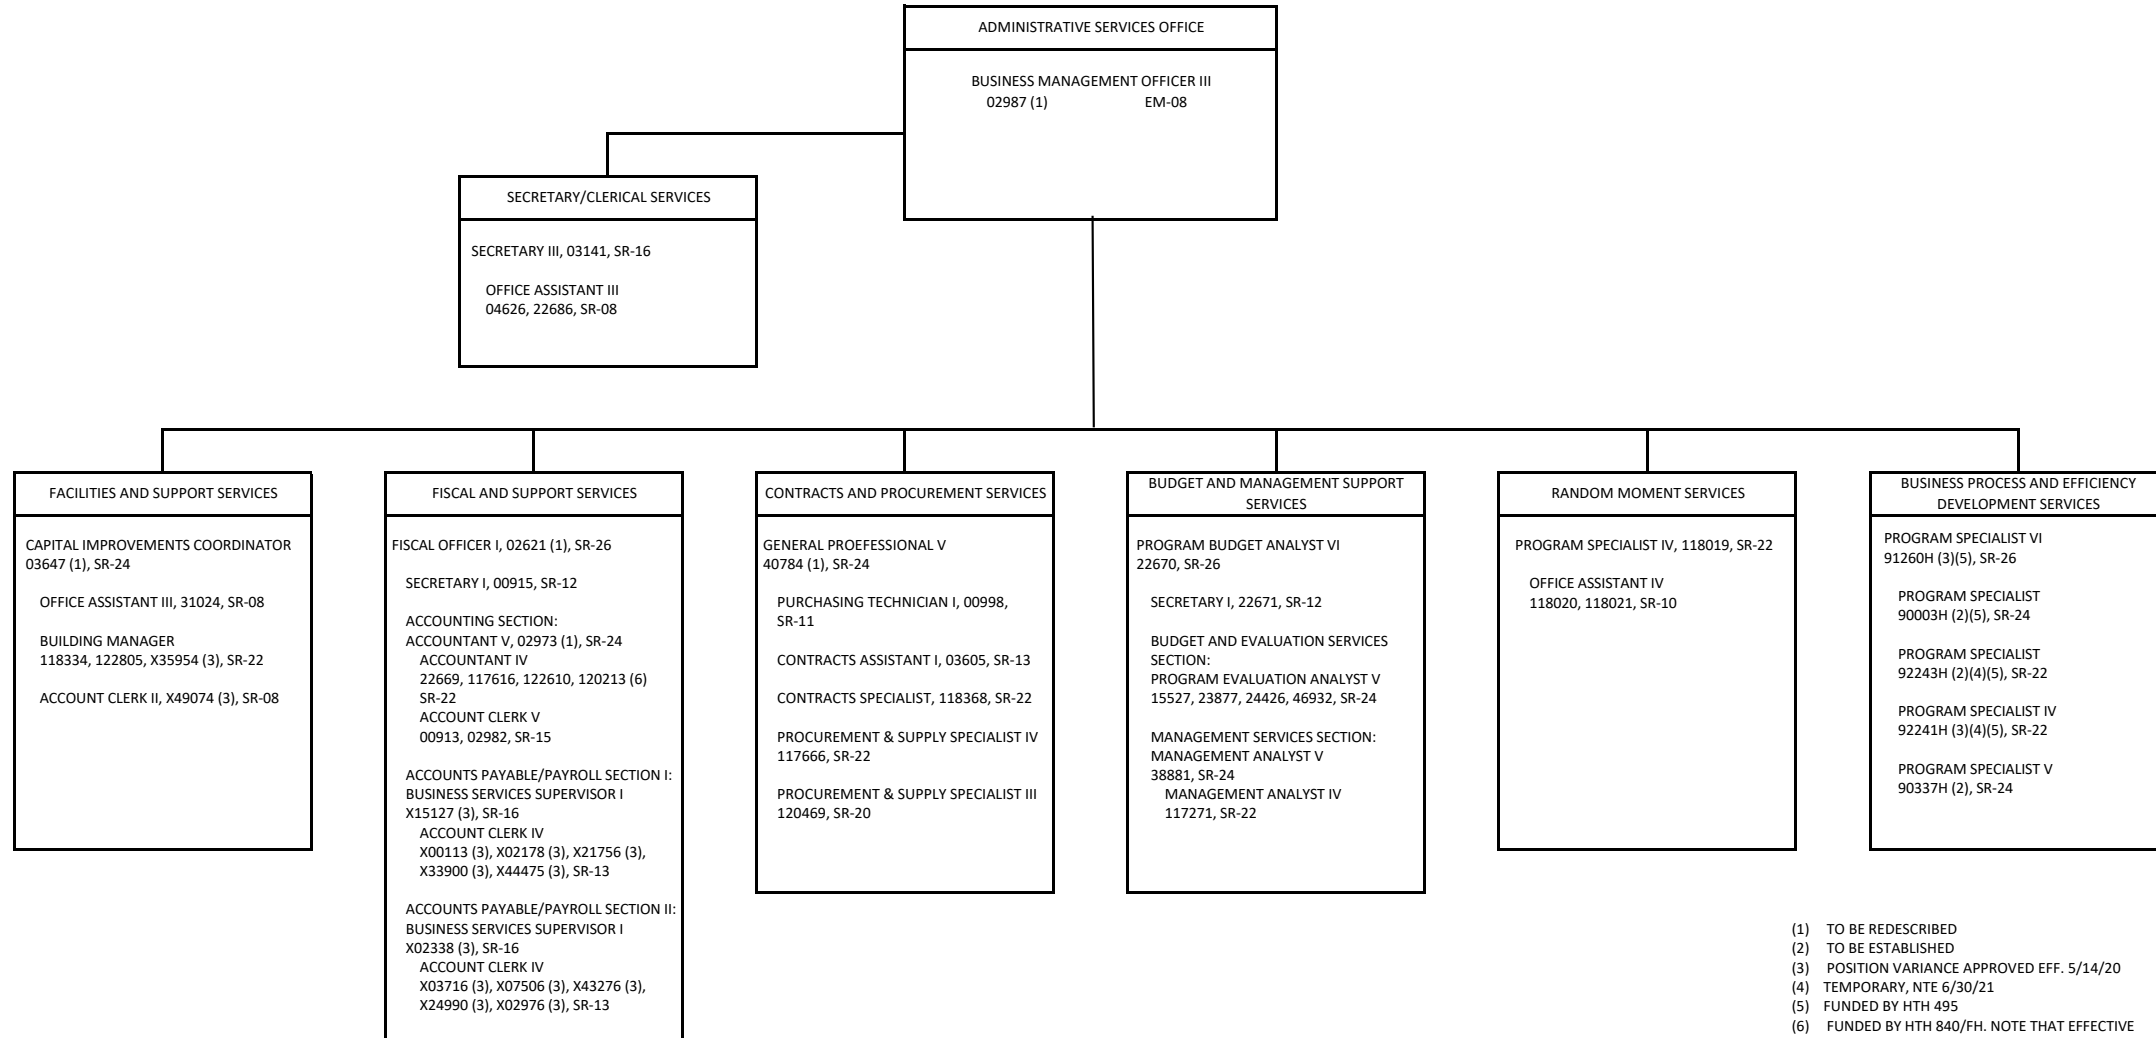 ADMINISTRATIVE SERVICES OFFICE
BUSINESS MANAGEMENT OFFICER III
02987 (1) EM-08
SECRETARY/CLERICAL SERVICES
SECRETARY III, 03141, SR-16
OFFICE ASSISTANT III
04626, 22686, SR-08
FACILITIES AND SUPPORT SERVICES
CAPITAL IMPROVEMENTS COORDINATOR
03647 (1), SR-24
OFFICE ASSISTANT III, 31024, SR-08
BUILDING MANAGER
118334, 122805, X35954 (3), SR-22
ACCOUNT CLERK II, X49074 (3), SR-08
FISCAL AND SUPPORT SERVICES
FISCAL OFFICER I, 02621 (1), SR-26
SECRETARY I, 00915, SR-12
ACCOUNTING SECTION:
ACCOUNTANT V, 02973 (1), SR-24
ACCOUNTANT IV
22669, 117616, 122610, 120213 (6)
SR-22
ACCOUNT CLERK V
00913, 02982, SR-15
ACCOUNTS PAYABLE/PAYROLL SECTION I:
BUSINESS SERVICES SUPERVISOR I
X15127 (3), SR-16
ACCOUNT CLERK IV
X00113 (3), X02178 (3), X21756 (3),
X33900 (3), X44475 (3), SR-13
ACCOUNTS PAYABLE/PAYROLL SECTION II:
BUSINESS SERVICES SUPERVISOR I
X02338 (3), SR-16
ACCOUNT CLERK IV
X03716 (3), X07506 (3), X43276 (3),
X24990 (3), X02976 (3), SR-13
CONTRACTS AND PROCUREMENT SERVICES
GENERAL PROEFESSIONAL V
40784 (1), SR-24
PURCHASING TECHNICIAN I, 00998,
SR-11
CONTRACTS ASSISTANT I, 03605, SR-13
CONTRACTS SPECIALIST, 118368, SR-22
PROCUREMENT & SUPPLY SPECIALIST IV
117666, SR-22
PROCUREMENT & SUPPLY SPECIALIST III
120469, SR-20
BUDGET AND MANAGEMENT SUPPORT
SERVICES
PROGRAM BUDGET ANALYST VI
22670, SR-26
SECRETARY I, 22671, SR-12
BUDGET AND EVALUATION SERVICES
SECTION:
PROGRAM EVALUATION ANALYST V
15527, 23877, 24426, 46932, SR-24
MANAGEMENT SERVICES SECTION:
MANAGEMENT ANALYST V
38881, SR-24
MANAGEMENT ANALYST IV
117271, SR-22
RANDOM MOMENT SERVICES
PROGRAM SPECIALIST IV, 118019, SR-22
OFFICE ASSISTANT IV
118020, 118021, SR-10
BUSINESS PROCESS AND EFFICIENCY
DEVELOPMENT SERVICES
PROGRAM SPECIALIST VI
91260H (3)(5), SR-26
PROGRAM SPECIALIST
90003H (2)(5), SR-24
PROGRAM SPECIALIST
92243H (2)(4)(5), SR-22
PROGRAM SPECIALIST IV
92241H (3)(4)(5), SR-22
PROGRAM SPECIALIST V
90337H (2), SR-24
(1) TO BE REDESCRIBED
(2) TO BE ESTABLISHED
(3) POSITION VARIANCE APPROVED EFF. 5/14/20
(4) TEMPORARY, NTE 6/30/21
(5) FUNDED BY HTH 495
(6) FUNDED BY HTH 840/FH. NOTE THAT EFFECTIVE